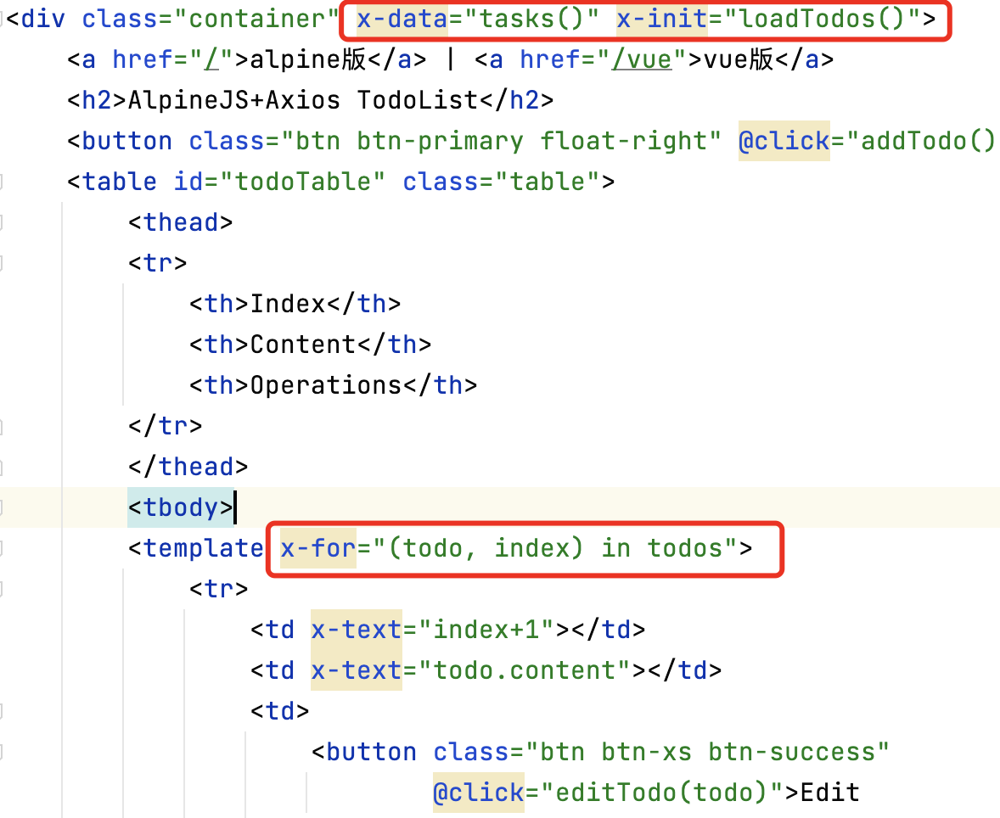 <div class="container" x-data="tasks()" x-init="loadTodos()">
    <a href="/">alpine版</a> | <a href="/vue">vue版</a>
    <h2>AlpineJS+Axios TodoList</h2>
    <button class="btn btn-primary float-right" @click="addTodo()
    <table id="todoTable" class="table">
        <thead>
        <tr>
            <th>Index</th>
            <th>Content</th>
            <th>Operations</th>
        </tr>
        </thead>
        <tbody>
        <template x-for="(todo, index) in todos">
            <tr>
                <td x-text="index+1"></td>
                <td x-text="todo.content"></td>
                <td>
                    <button class="btn btn-xs btn-success"
                            @click="editTodo(todo)">Edit